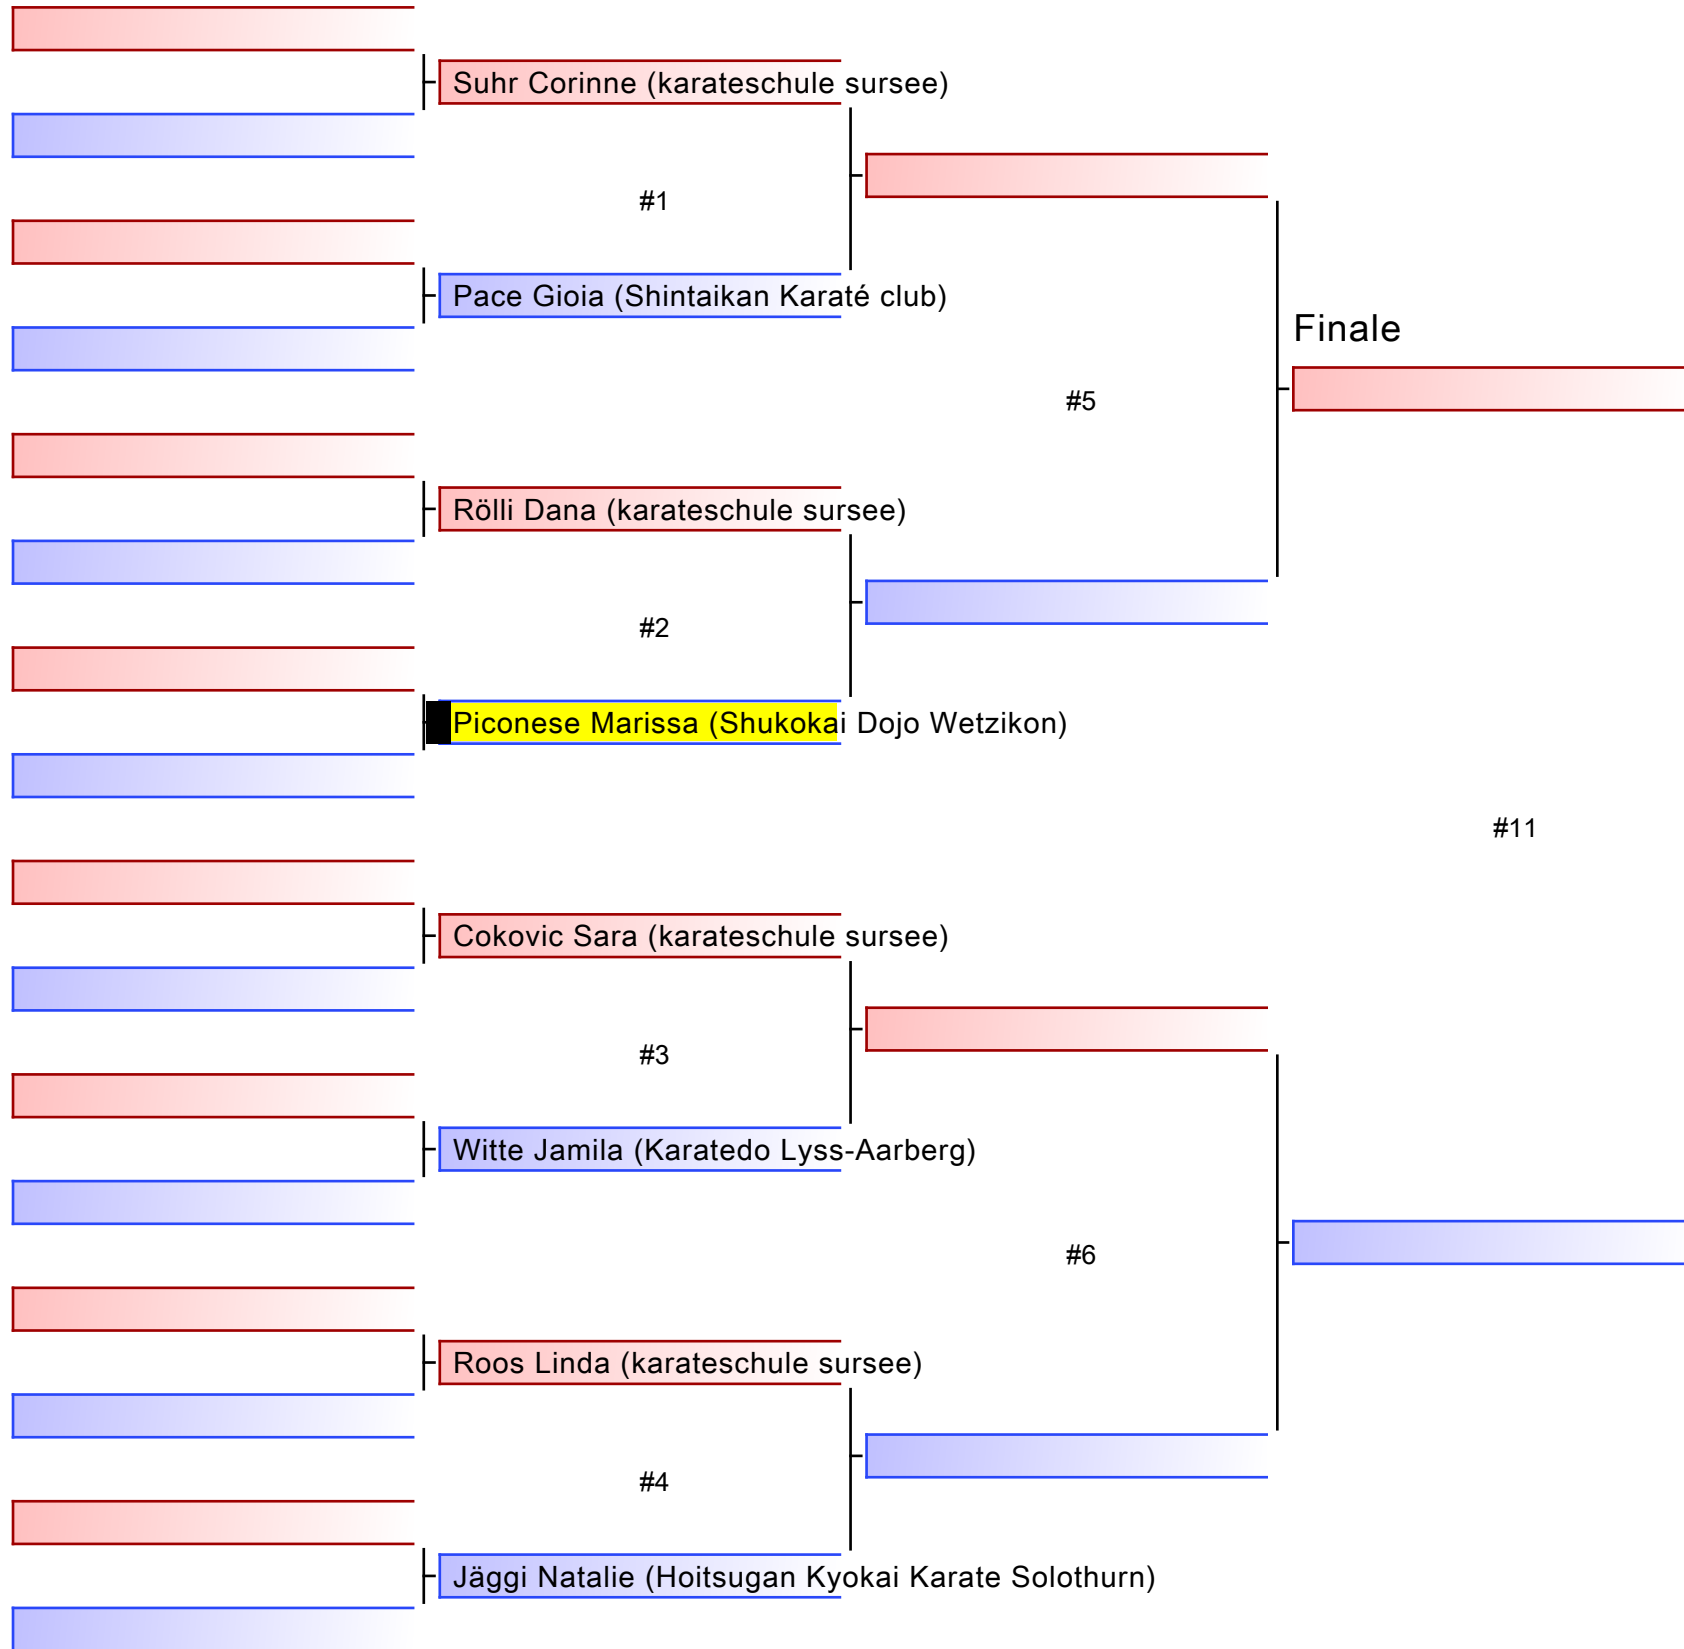 Suhr Corinne (karateschule sursee)
#1
Pace Gioia (Shintaikan Karaté club)
Finale
#5
Rölli Dana (karateschule sursee)
#2
Piconese Marissa (Shukokai Dojo Wetzikon)
#11
Cokovic Sara (karateschule sursee)
#3
Witte Jamila (Karatedo Lyss-Aarberg)
#6
Roos Linda (karateschule sursee)
#4
Jäggi Natalie (Hoitsugan Kyokai Karate Solothurn)